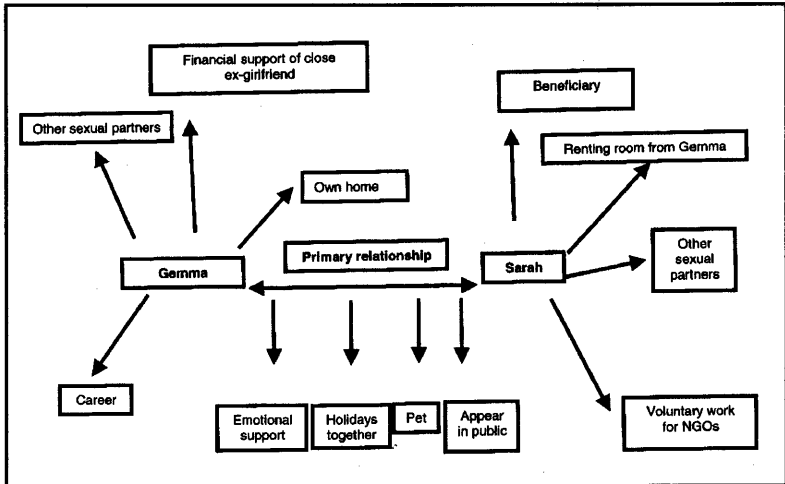 Financial support of close
ex-girlfriend
Beneficiary
Other sexual partners
Renting room from Gemma
Own home
Other
sexual
partners
Primary relationship
Gemma
Sarah
Career
Emotional
support
Holidays
together
Pet
Appear
in public
Voluntary work
for NGOs